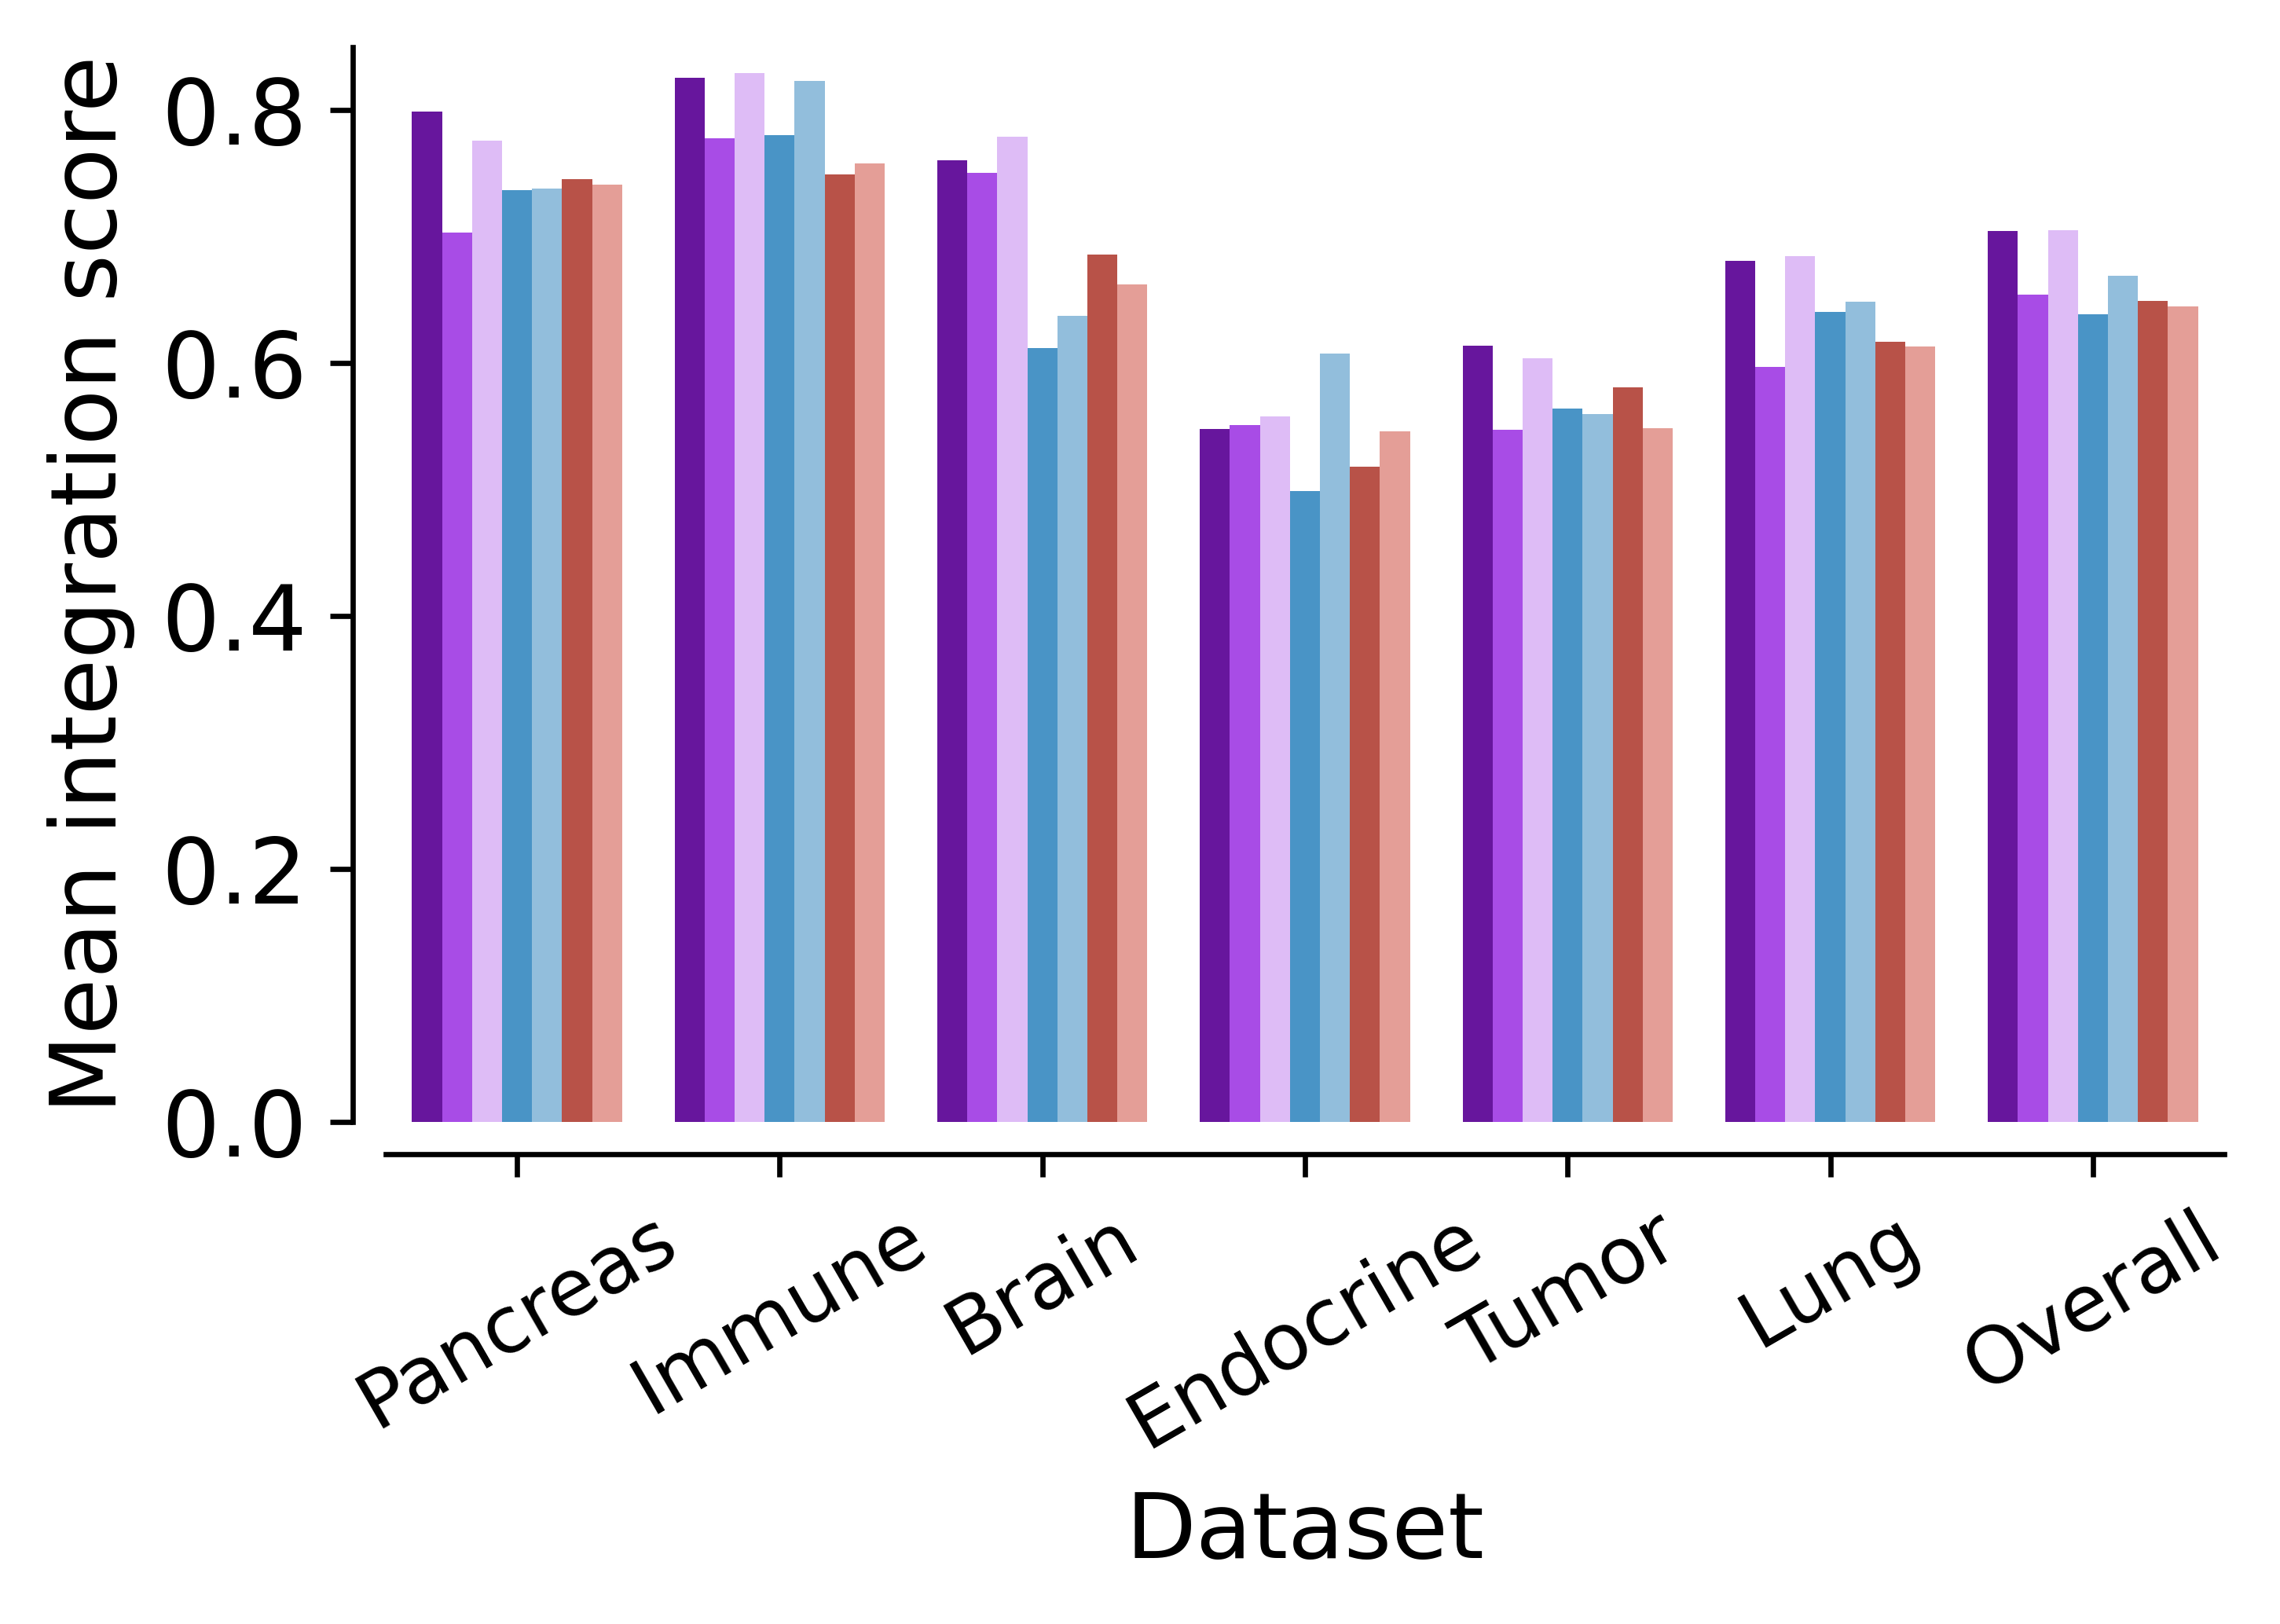 Mean integration score
0.8
0.6
0.4
0.2
0.0
Pancreas
Immune
Brain
Endocrine
Tumor
Lung
Overall
Dataset